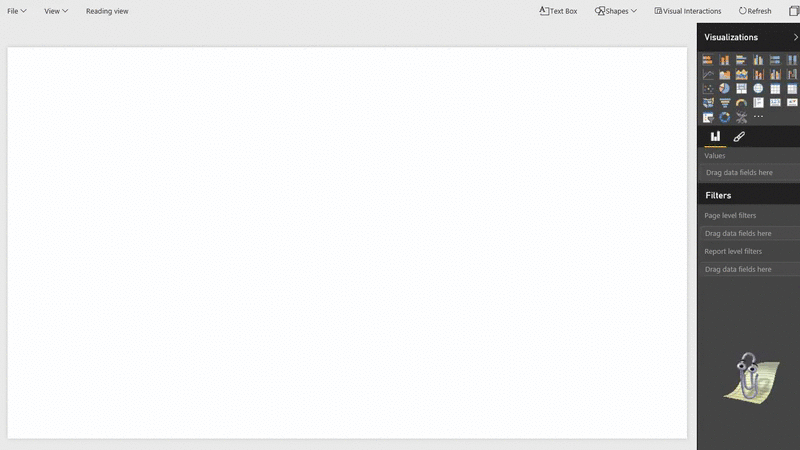 File View Reading view Text Box Shapes Visual Interactions Refresh
Visualizations
Values
Drag data fields here
Filters
Page level filters
Drag data fields here
Report level filters
Drag data fields here